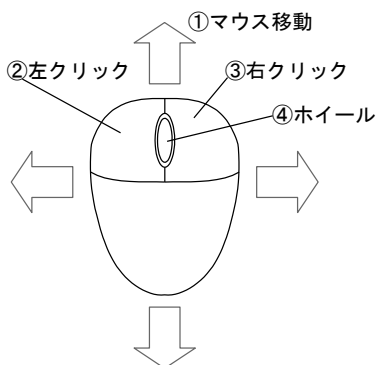 ①マウス移動
②左クリック
③右クリック
④ホイール